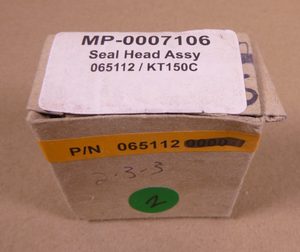 MP-0007106
Seal Head Assy
065112 / KT150C
P/N 065112
2-3-3
2